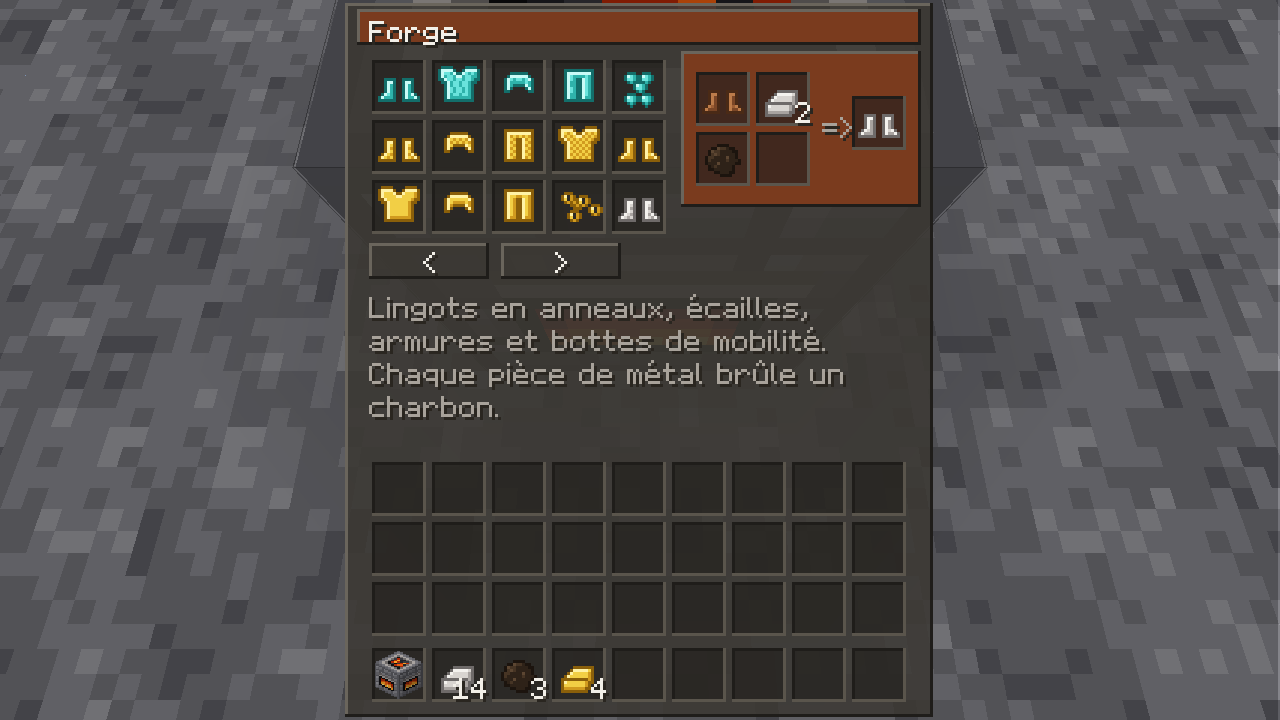 Forge
2
=>
< >
Lingots en anneaux, écailles,
armures et bottes de mobilité.
Chaque pièce de métal brûle un
charbon.
14 3 4